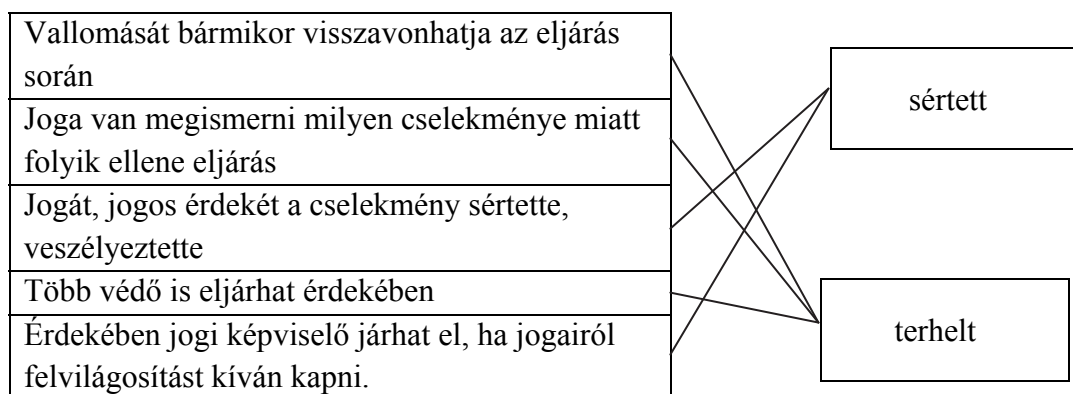 Vallomását bármikor visszavonhatja az eljárás
során
Joga van megismerni milyen cselekménye miatt
folyik ellene eljárás
Jogát, jogos érdekét a cselekmény sértette,
veszélyeztette
Több védő is eljárhat érdekében
Érdekében jogi képviselő járhat el, ha jogairól
felvilágosítást kíván kapni.
sértett
terhelt